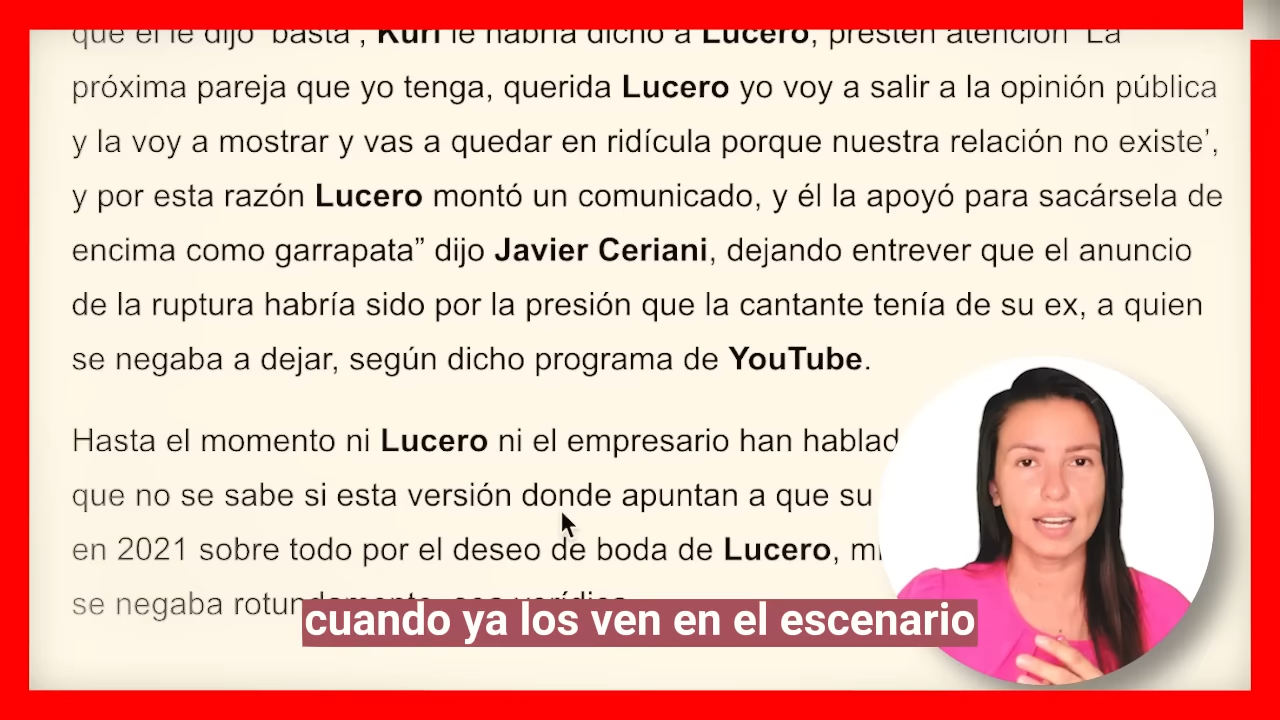 que él le dijo 'basta', Kuri le habría dicho a Lucero, presten atención 'La
próxima pareja que yo tenga, querida Lucero yo voy a salir a la opinión pública
y la voy a mostrar y vas a quedar en ridícula porque nuestra relación no existe’,
y por esta razón Lucero montó un comunicado, y él la apoyó para sacársela de
encima como garrapata” dijo Javier Ceriani, dejando entrever que el anuncio
de la ruptura habría sido por la presión que la cantante tenía de su ex, a quien
se negaba a dejar, según dicho programa de YouTube.
Hasta el momento ni Lucero ni el empresario han hablad
que no se sabe si esta versión donde apuntan a que su
en 2021 sobre todo por el deseo de boda de Lucero, mi
se negaba
cuando ya los ven en el escenario